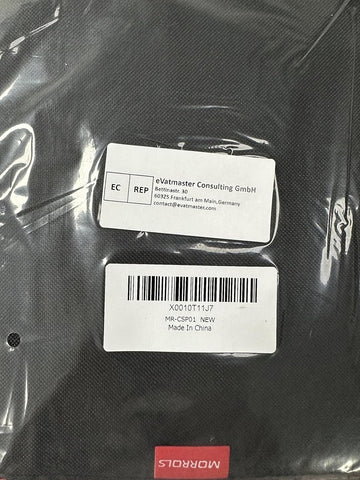 EC
REP
eVatmaster Consulting GmbH
Bettinastr. 30
60325 Frankfurt am Main,Germany
contact@evatmaster.com
X0010T11J7
MR-CSP01 NEW
Made In China
MORROLS